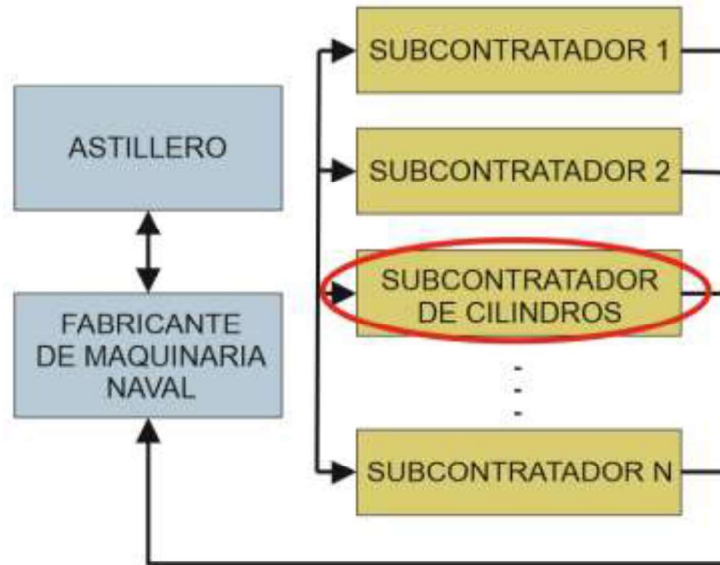 ASTILLERO
FABRICANTE
DE MAQUINARIA
NAVAL
SUBCONTRATADOR 1
SUBCONTRATADOR 2
SUBCONTRATADOR
DE CILINDROS
SUBCONTRATADOR N